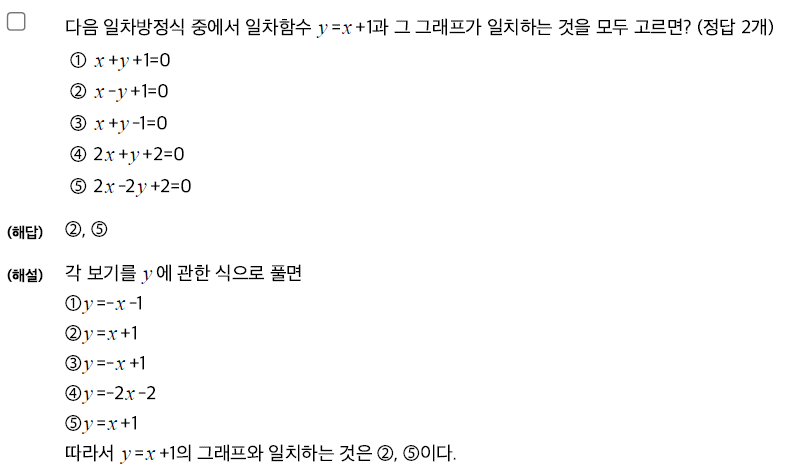 다음 일차방정식 중에서 일차함수 y=x+1과 그 그래프가 일치하는 것을 모두 고르면? (정답 2개)
① x+y+1=0
② x-y+1=0
③ x+y-1=0
④ 2x+y+2=0
⑤ 2x-2y+2=0
(해답) ②, ⑤
(해설) 각 보기를 y에 관한 식으로 풀면
①y=-x-1
②y=x+1
③y=-x+1
④y=-2x-2
⑤y=x+1
따라서 y=x+1의 그래프와 일치하는 것은 ②, ⑤이다.